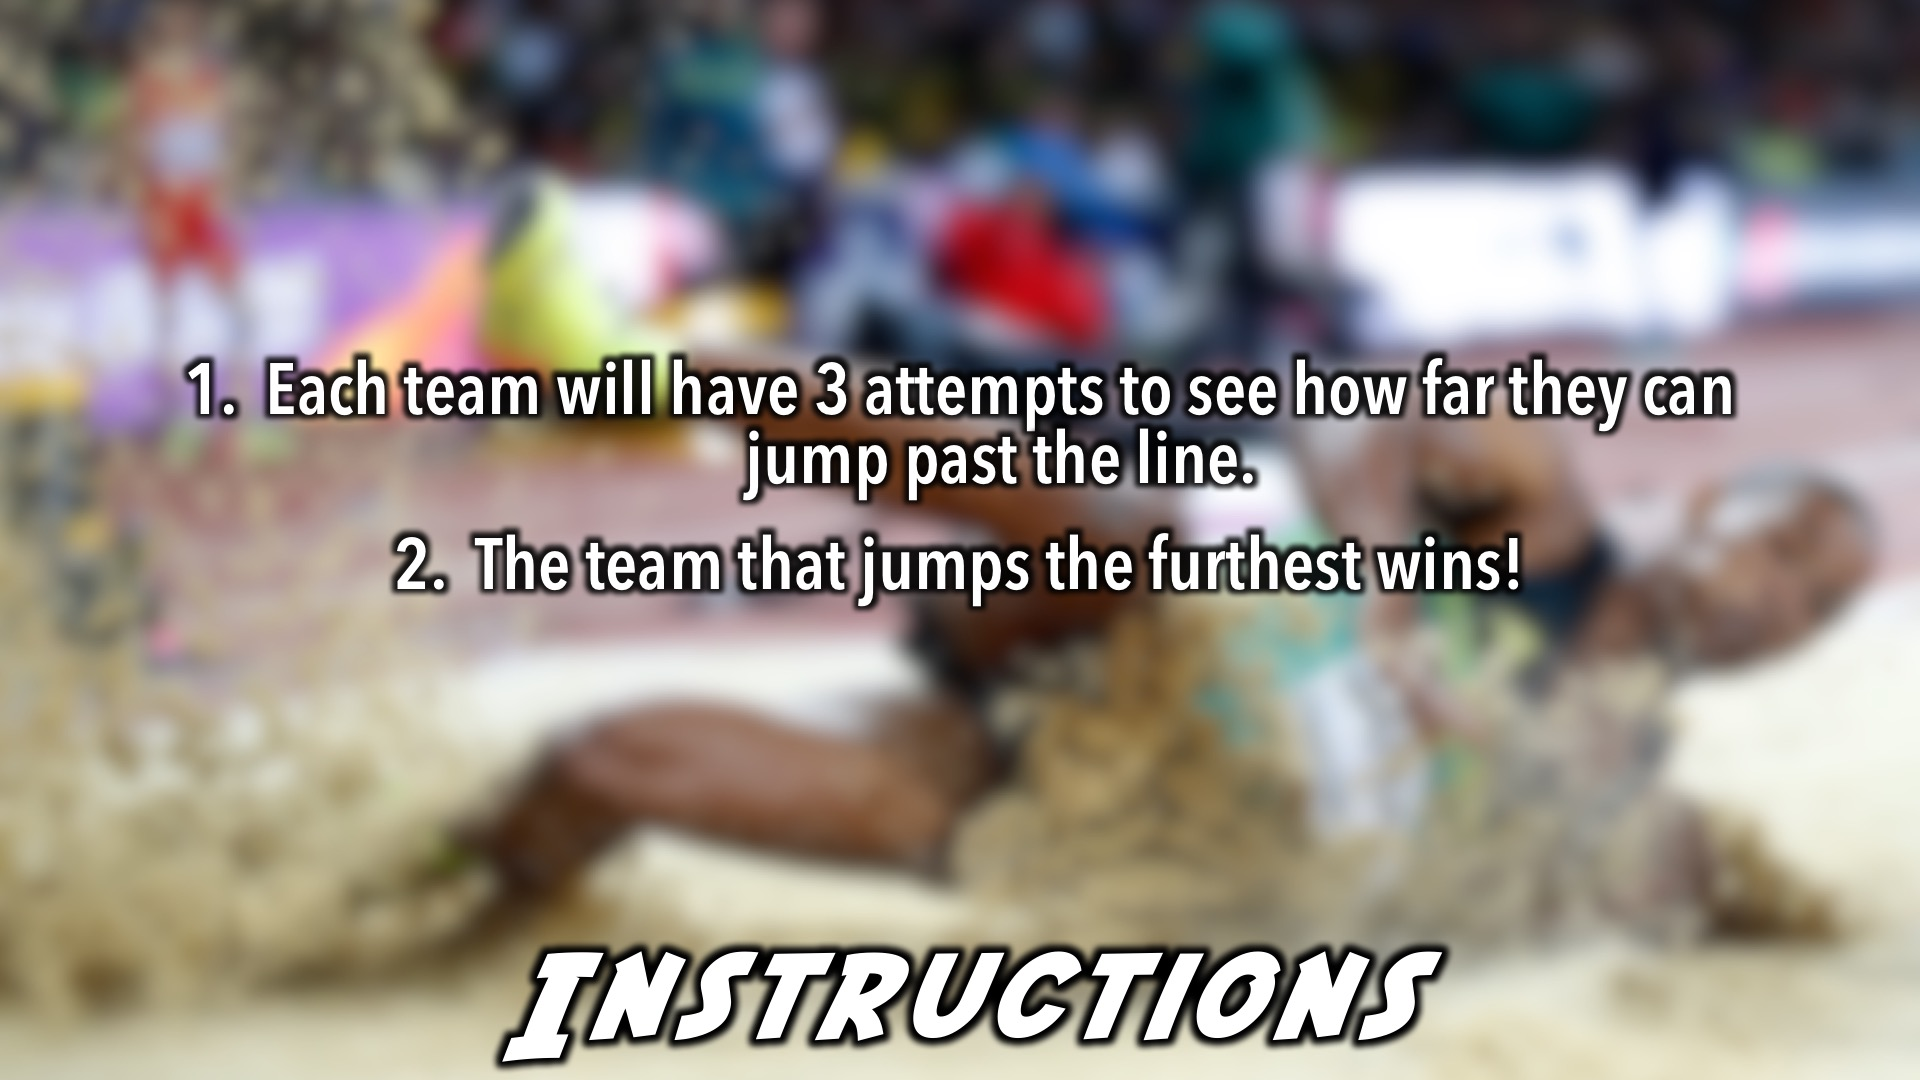 1. Each team will have 3 attempts to see how far they can
jump past the line.
2. The team that jumps the furthest wins!
INSTRUCTIONS